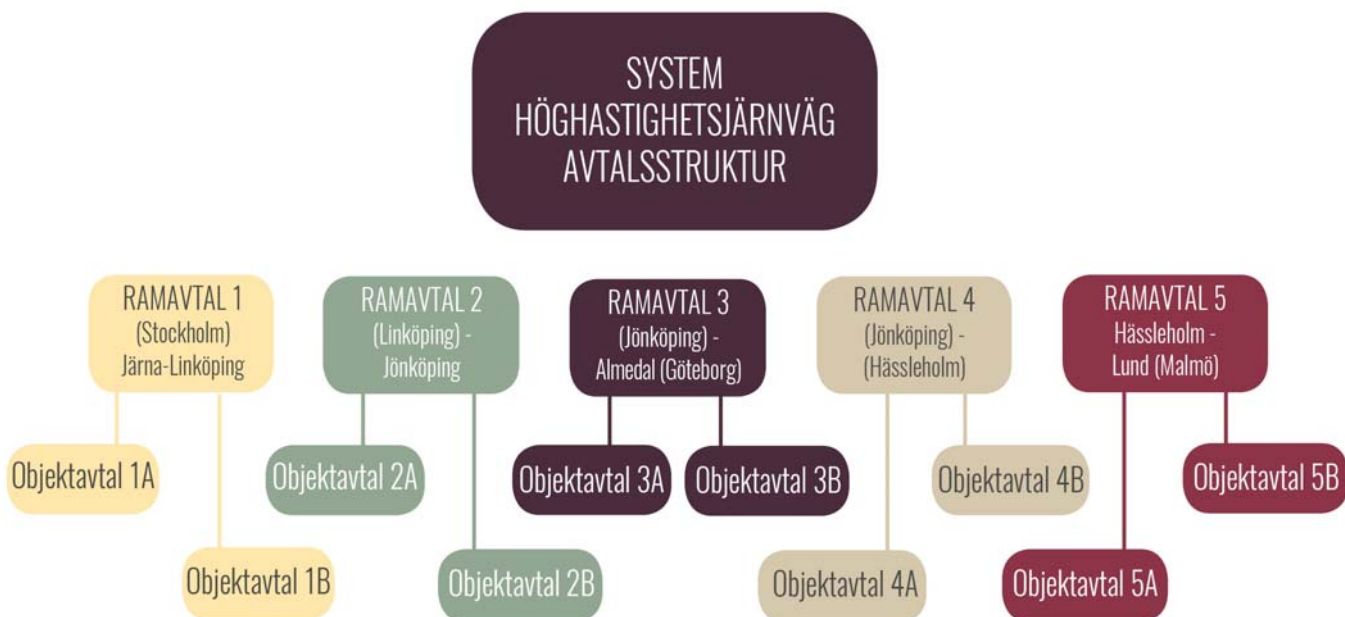 SYSTEM
HÖGHASTIGHETSJÄRNVÄG
AVTALSSTRUKTUR
RAMAVTAL 1
(Stockholm)
Järna-Linköping
RAMAVTAL 2
(Linköping) -
Jönköping
RAMAVTAL 3
(Jönköping) -
Almedal (Göteborg)
RAMAVTAL 4
(Jönköping) -
(Hässleholm)
RAMAVTAL 5
Hässleholm -
Lund (Malmö)
Objektavtal 1A
Objektavtal 2A
Objektavtal 3A
Objektavtal 3B
Objektavtal 4B
Objektavtal 5B
Objektavtal 1B
Objektavtal 2B
Objektavtal 4A
Objektavtal 5A